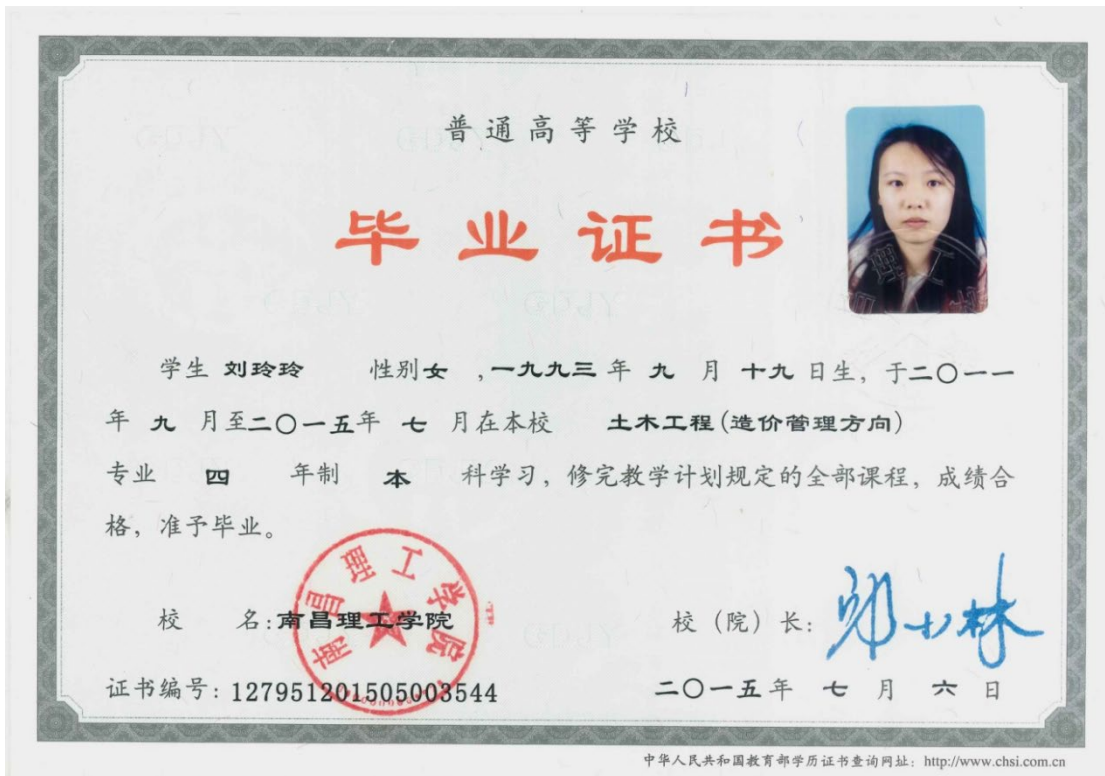 普通高等学校
毕业证书
学生 刘玲玲 性别女 ,一九九三 年 九 月 十九 日生，于二〇一一
年 九 月至二〇一五年 七 月在本校 土木工程(造价管理方向)
专业 四 年制 本 科学习，修完教学计划规定的全部课程，成绩合
格，准予毕业。
南昌理工学院
校 名:南昌理工学院 校（院）长:
证书编号：127951201505003544 二〇一五年 七 月 六 日
中华人民共和国教育部学历证书查询网址：http://www.chsi.com.cn